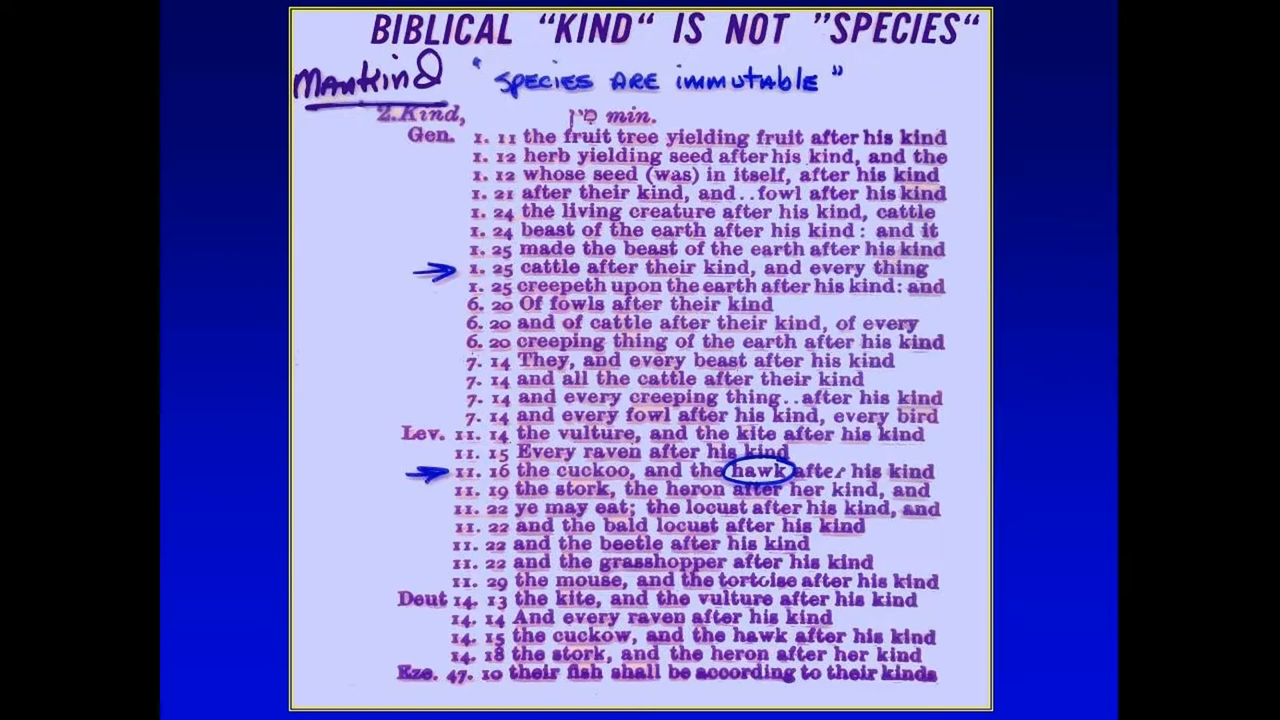 BIBLICAL “KIND“ IS NOT ”SPECIES“
Mankind
"SPECIES ARE immutable"
2. Kind, מִין min.
Gen. 1. 11 the fruit tree yielding fruit after his kind
1. 12 herb yielding seed after his kind, and the
1. 12 whose seed (was) in itself, after his kind
1. 21 after their kind, and..fowl after his kind
1. 24 the living creature after his kind, cattle
1. 24 beast of the earth after his kind: and it
1. 25 made the beast of the earth after his kind
1. 25 cattle after their kind, and every thing
1. 25 creepeth upon the earth after his kind: and
6. 20 Of fowls after their kind
6. 20 and of cattle after their kind, of every
6. 20 creeping thing of the earth after his kind
7. 14 They, and every beast after his kind
7. 14 and all the cattle after their kind
7. 14 and every creeping thing..after his kind
7. 14 and every fowl after his kind, every bird
Lev. 11. 14 the vulture, and the kite after his kind
11. 15 Every raven after his kind
11. 16 the cuckoo, and the hawk after his kind
11. 19 the stork, the heron after her kind, and
11. 22 ye may eat; the locust after his kind, and
11. 22 and the bald locust after his kind
11. 22 and the beetle after his kind
11. 22 and the grasshopper after his kind
11. 29 the mouse, and the tortoise after his kind
Deut 14. 13 the kite, and the vulture after his kind
14. 14 And every raven after his kind
14. 15 the cuckow, and the hawk after his kind
14. 18 the stork, and the heron after her kind
Eze. 47. 10 their fish shall be according to their kinds